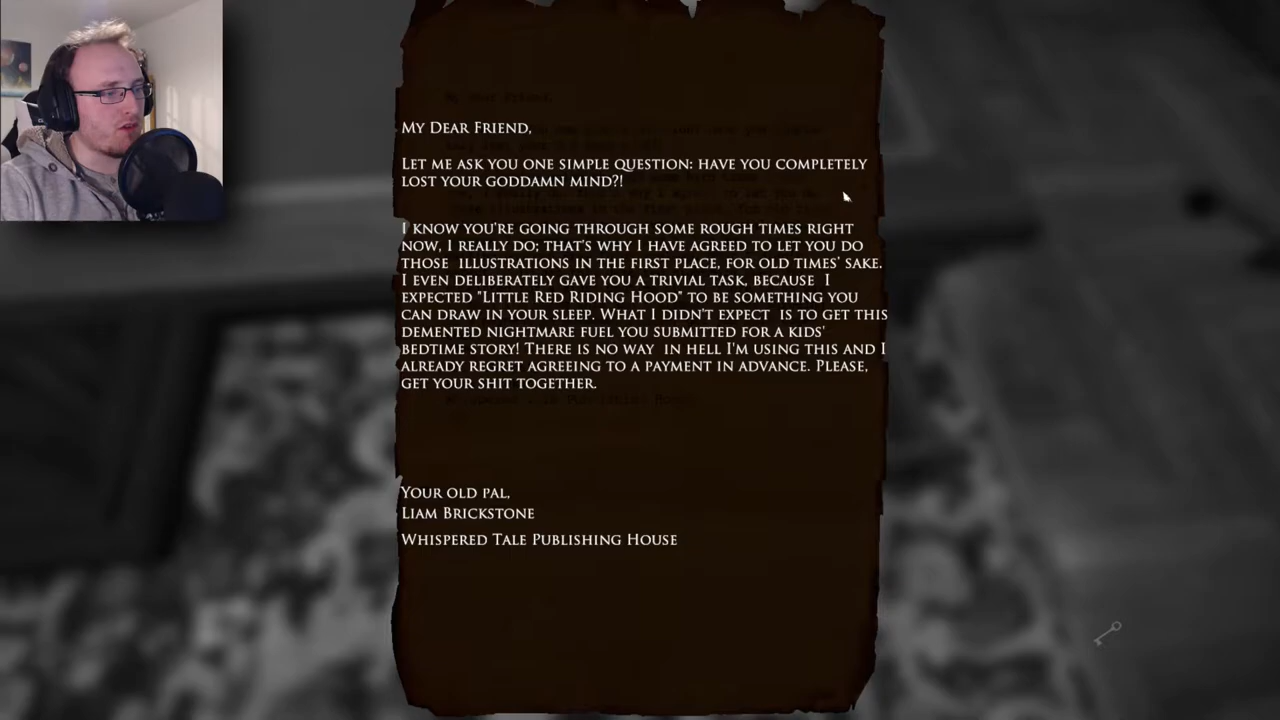 My Dear Friend,
Let me ask you one simple question: have you completely
lost your goddamn mind?!
I know you're going through some rough times right
now, I really do; that's why I have agreed to let you do
those illustrations in the first place, for old times' sake.
I even deliberately gave you a trivial task, because I
expected "Little Red Riding Hood" to be something you
can draw in your sleep. What I didn't expect is to get this
demented nightmare fuel you submitted for a kids'
bedtime story! There is no way in hell I'm using this and I
already regret agreeing to a payment in advance. Please,
get your shit together.
Your old pal,
Liam Brickstone
Whispered Tale Publishing House